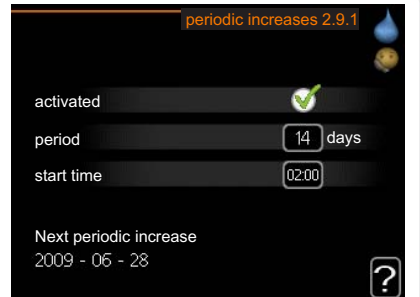 periodic increases 2.9.1
activated
period 14 days
start time 02:00
Next periodic increase
2009 - 06 - 28
?